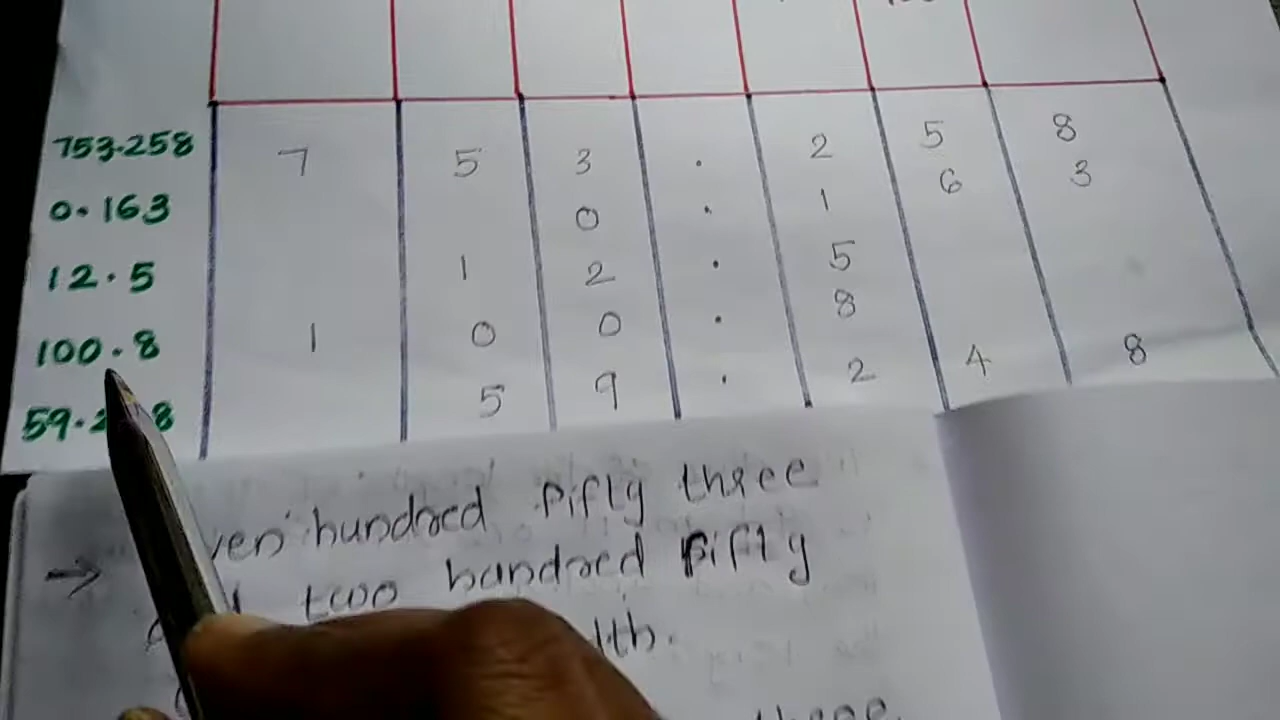 753.258 7 5 3 . 2 5 8
0.163 0 . 1 6 3
12.5 1 2 . 5
100.8 1 0 0 . 8
5 9 . 2 4 8
hundred fifty three
two hundred fifty